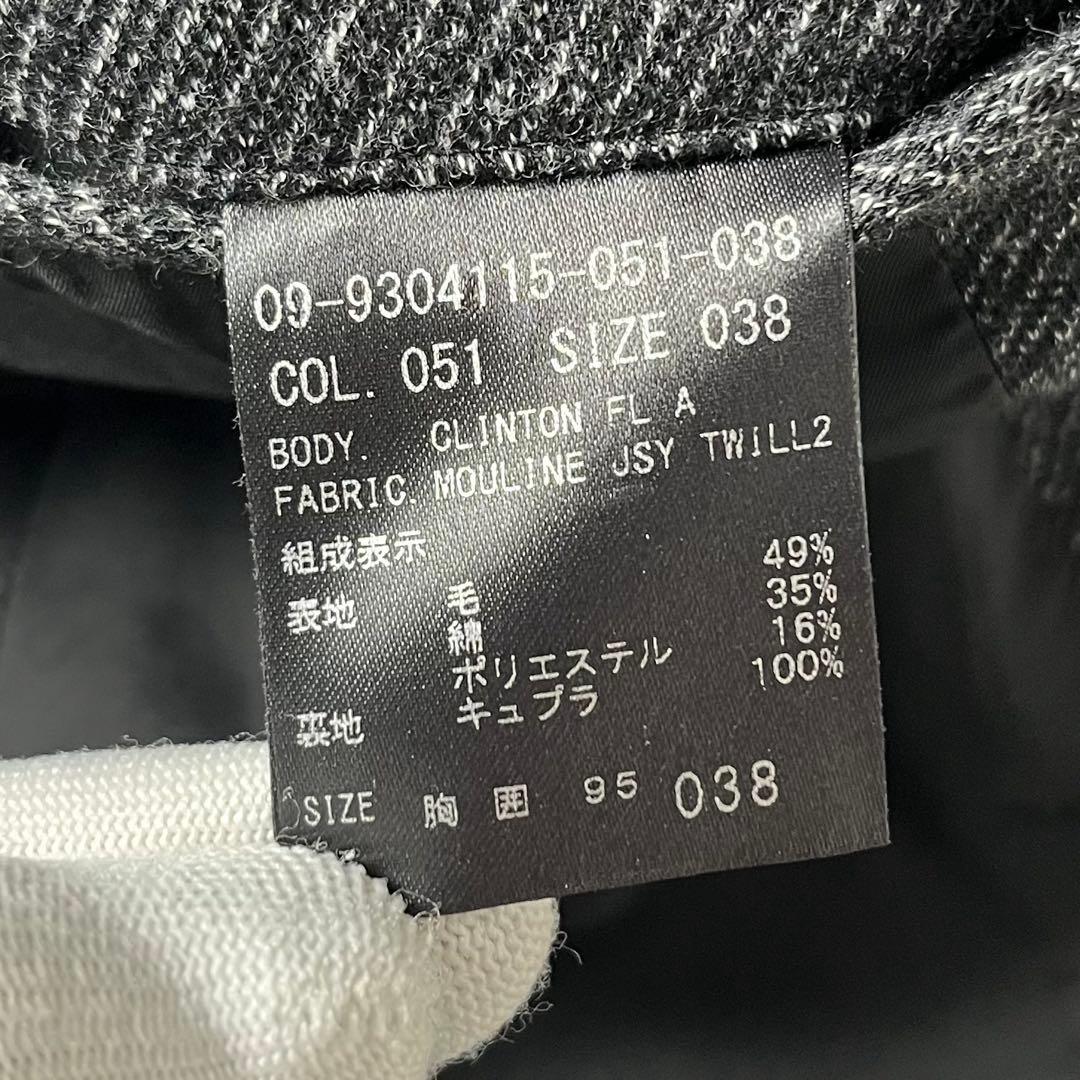 09-9304115-051-038
COL. 051 SIZE 038
BODY. CLINTON FL A
FABRIC. MOULINE JSY TWILL2
組成表示
表地 毛 49%
綿 35%
ポリエステル 16%
裏地 キュプラ 100%
SIZE 胸囲 95 038